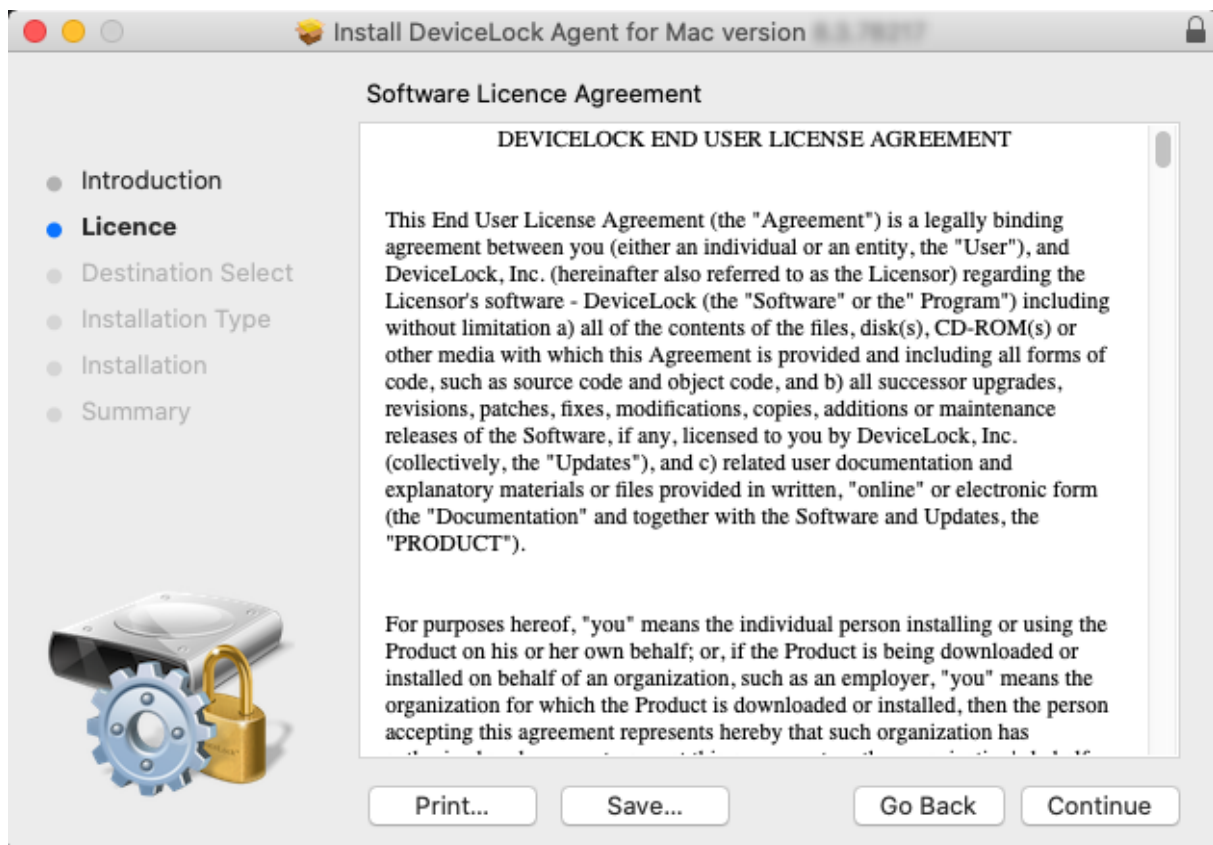 Install DeviceLock Agent for Mac version
Software Licence Agreement
Introduction
Licence
Destination Select
Installation Type
Installation
Summary
DEVICELOCK END USER LICENSE AGREEMENT
This End User License Agreement (the "Agreement") is a legally binding
agreement between you (either an individual or an entity, the "User"), and
DeviceLock, Inc. (hereinafter also referred to as the Licensor) regarding the
Licensor's software - DeviceLock (the "Software" or the" Program") including
without limitation a) all of the contents of the files, disk(s), CD-ROM(s) or
other media with which this Agreement is provided and including all forms of
code, such as source code and object code, and b) all successor upgrades,
revisions, patches, fixes, modifications, copies, additions or maintenance
releases of the Software, if any, licensed to you by DeviceLock, Inc.
(collectively, the "Updates"), and c) related user documentation and
explanatory materials or files provided in written, "online" or electronic form
(the "Documentation" and together with the Software and Updates, the
"PRODUCT").
For purposes hereof, "you" means the individual person installing or using the
Product on his or her own behalf; or, if the Product is being downloaded or
installed on behalf of an organization, such as an employer, "you" means the
organization for which the Product is downloaded or installed, then the person
accepting this agreement represents hereby that such organization has
Print...
Save...
Go Back
Continue